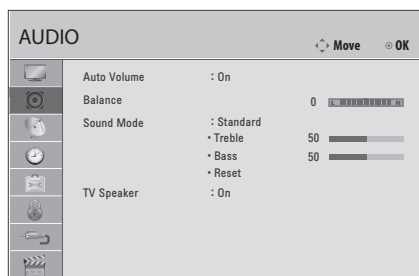 AUDIO
Move OK
Auto Volume : On
Balance 0 L R
Sound Mode : Standard
• Treble 50
• Bass 50
• Reset
TV Speaker : On